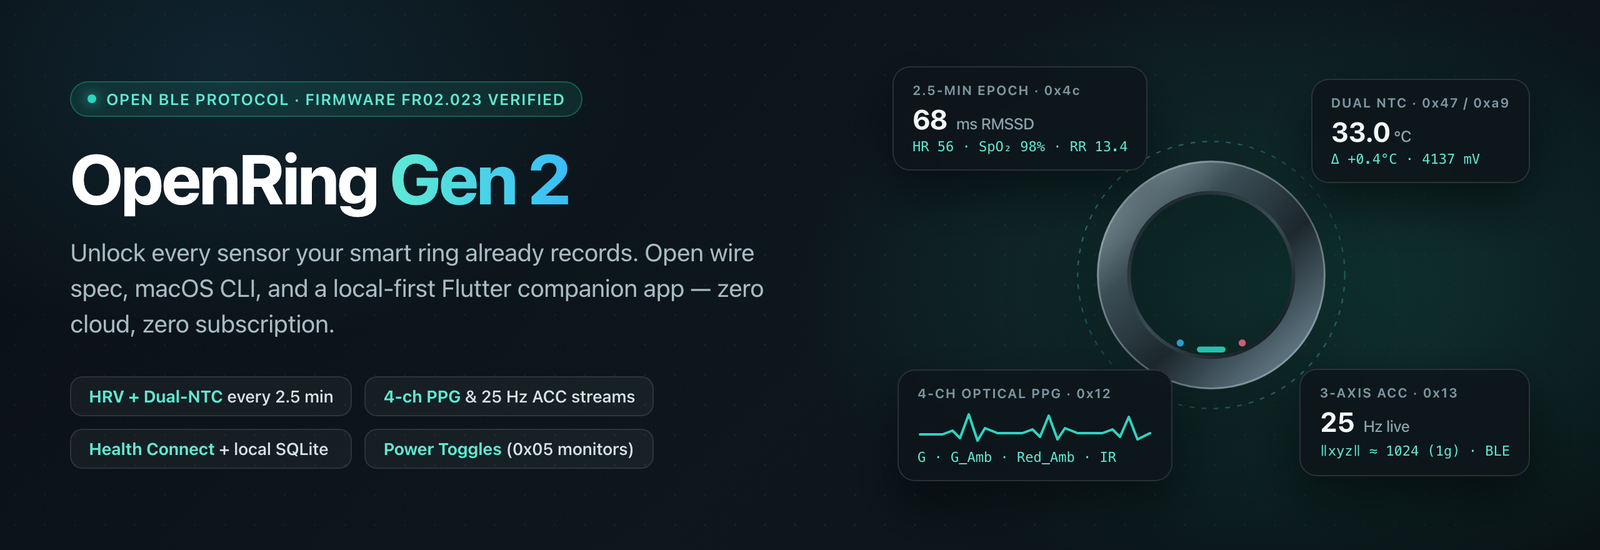 OPEN BLE PROTOCOL · FIRMWARE FR02.023 VERIFIED
OpenRing Gen 2
Unlock every sensor your smart ring already records. Open wire
spec, macOS CLI, and a local-first Flutter companion app — zero
cloud, zero subscription.
HRV + Dual-NTC every 2.5 min
4-ch PPG & 25 Hz ACC streams
Health Connect + local SQLite
Power Toggles (0x05 monitors)
2.5-MIN EPOCH · 0x4c
68 ms RMSSD
HR 56 · SpO₂ 98% · RR 13.4
DUAL NTC · 0x47 / 0xa9
33.0 °C
Δ +0.4°C · 4137 mV
4-CH OPTICAL PPG · 0x12
G · G_Amb · Red_Amb · IR
3-AXIS ACC · 0x13
25 Hz live
‖xyz‖ ≈ 1024 (1g) · BLE